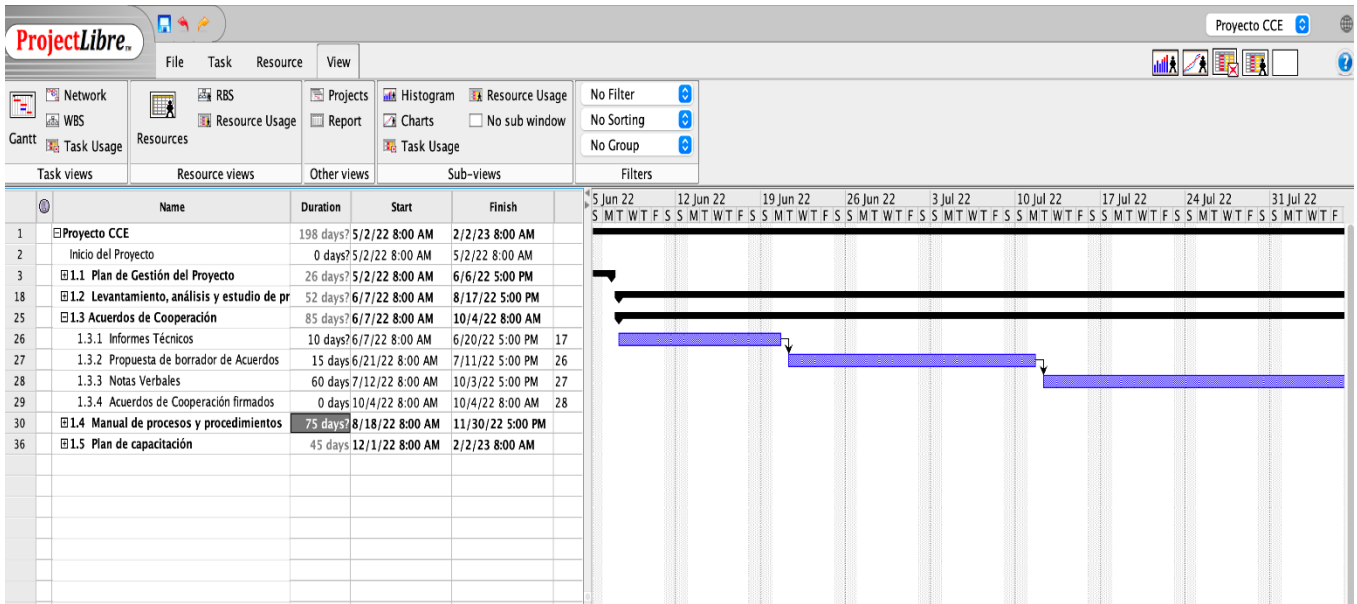 ProjectLibre™
Proyecto CCE
File Task Resource View
Network RBS Projects Histogram Resource Usage No Filter
WBS Resource Usage Report Charts No sub window No Sorting
Gantt Task Usage Resources Task Usage No Group
Task views Resource views Other views Sub-views Filters
5 Jun 22 12 Jun 22 19 Jun 22 26 Jun 22 3 Jul 22 10 Jul 22 17 Jul 22 24 Jul 22 31 Jul 22
Name Duration Start Finish S M T W T F S S M T W T F S S M T W T F S S M T W T F S S M T W T F S S M T W T F S S M T W T F S S M T W T F S S M T W T F
1 Proyecto CCE 198 days? 5/2/22 8:00 AM 2/2/23 8:00 AM
2 Inicio del Proyecto 0 days? 5/2/22 8:00 AM 5/2/22 8:00 AM
3 1.1 Plan de Gestión del Proyecto 26 days? 5/2/22 8:00 AM 6/6/22 5:00 PM
18 1.2 Levantamiento, análisis y estudio de pr 52 days? 6/7/22 8:00 AM 8/17/22 5:00 PM
25 1.3 Acuerdos de Cooperación 85 days? 6/7/22 8:00 AM 10/4/22 8:00 AM
26 1.3.1 Informes Técnicos 10 days? 6/7/22 8:00 AM 6/20/22 5:00 PM 17
27 1.3.2 Propuesta de borrador de Acuerdos 15 days 6/21/22 8:00 AM 7/11/22 5:00 PM 26
28 1.3.3 Notas Verbales 60 days 7/12/22 8:00 AM 10/3/22 5:00 PM 27
29 1.3.4 Acuerdos de Cooperación firmados 0 days 10/4/22 8:00 AM 10/4/22 8:00 AM 28
30 1.4 Manual de procesos y procedimientos 75 days? 8/18/22 8:00 AM 11/30/22 5:00 PM
36 1.5 Plan de capacitación 45 days 12/1/22 8:00 AM 2/2/23 8:00 AM